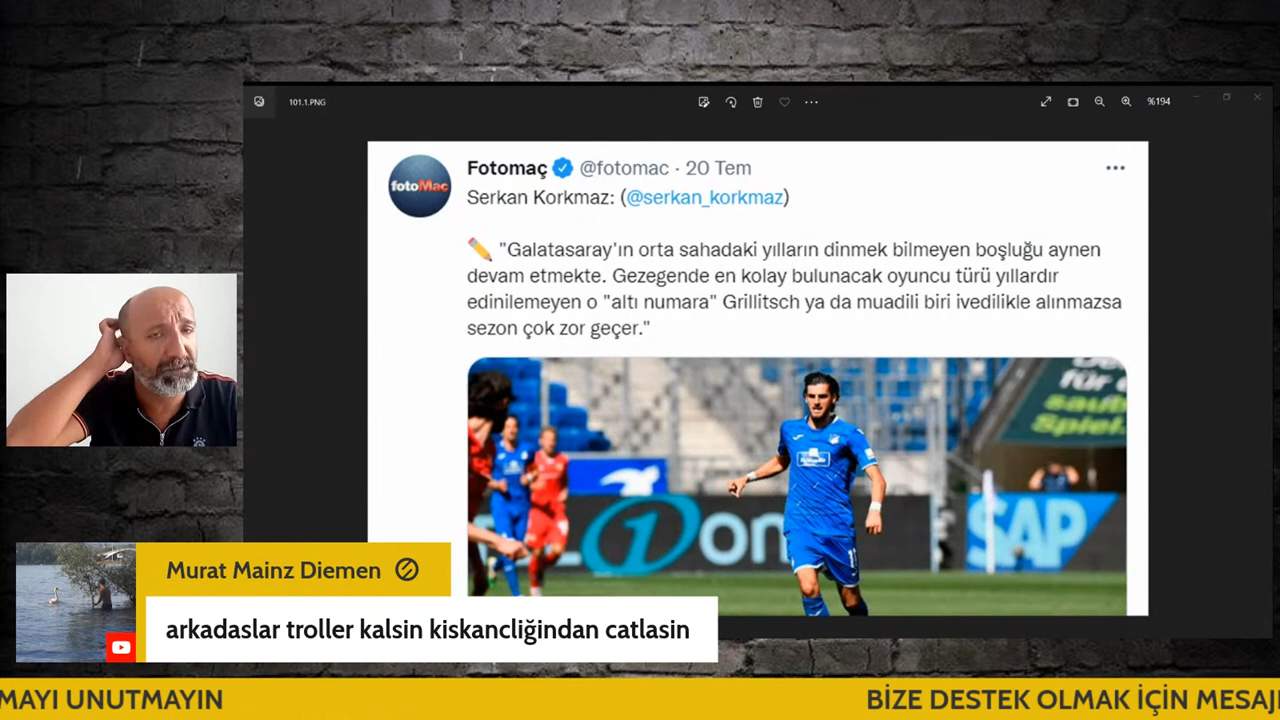 101.1.PNG
%194
fotoMac
Fotomaç @fotomac · 20 Tem
Serkan Korkmaz: (@serkan_korkmaz)
"Galatasaray'ın orta sahadaki yılların dinmek bilmeyen boşluğu aynen
devam etmekte. Gezegende en kolay bulunacak oyuncu türü yıllardır
edinilemeyen o "altı numara" Grillitsch ya da muadili biri ivedilikle alınmazsa
sezon çok zor geçer."
für
saub
Spiel.
on
SAP
Murat Mainz Diemen
arkadaslar troller kalsin kiskancliğindan catlasin
MAYI UNUTMAYIN
BİZE DESTEK OLMAK İÇİN MESAJ